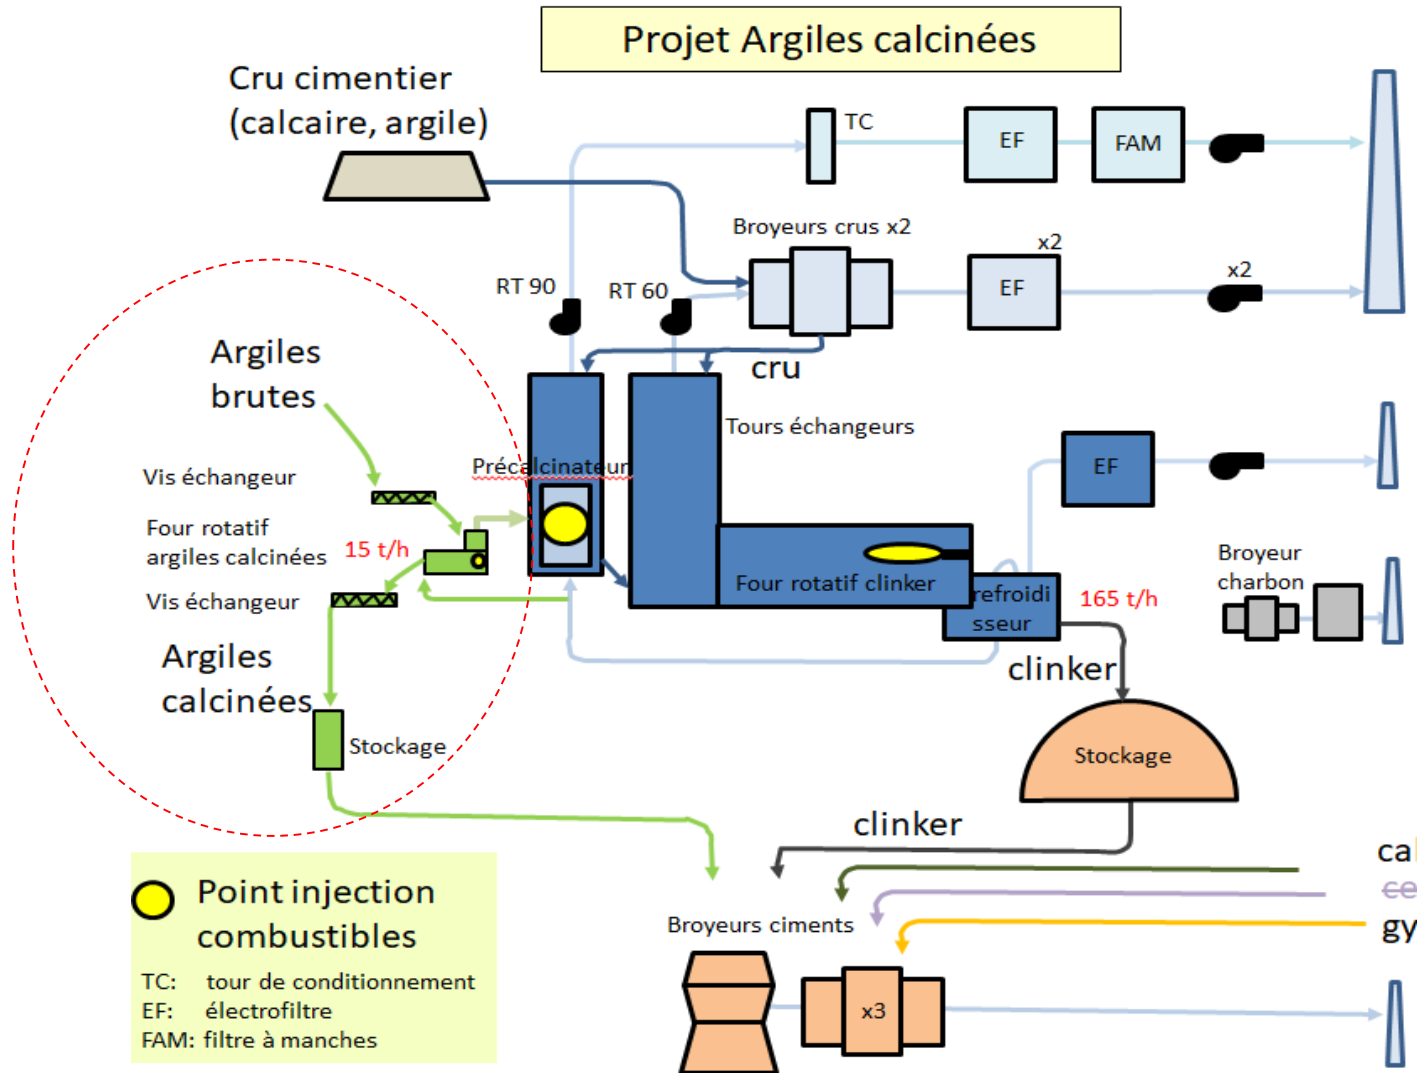 Projet Argiles calcinées
Cru cimentier
(calcaire, argile)
TC
EF
FAM
Broyeurs crus x2
x2
EF
x2
RT 90
RT 60
cru
Argiles
brutes
Tours échangeurs
Précalcinateur
EF
Vis échangeur
Four rotatif
argiles calcinées
15 t/h
Vis échangeur
Four rotatif clinker
refroidi
sseur
165 t/h
Broyeur
charbon
Argiles
calcinées
clinker
Stockage
Stockage
clinker
Point injection
combustibles
TC: tour de conditionnement
EF: électrofiltre
FAM: filtre à manches
Broyeurs ciments
x3